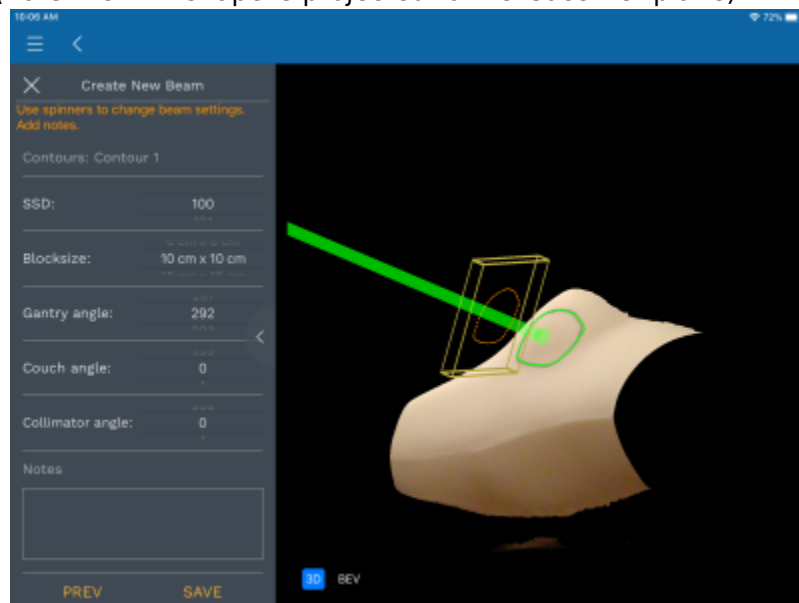 10:06 AM
72%
Create New Beam
Use spinners to change beam settings.
Add notes.
Contours: Contour 1
SSD:
100
Blocksize:
10 cm x 10 cm
Gantry angle:
292
Couch angle:
0
Collimator angle:
0
Notes
PREV
SAVE
3D
BEV